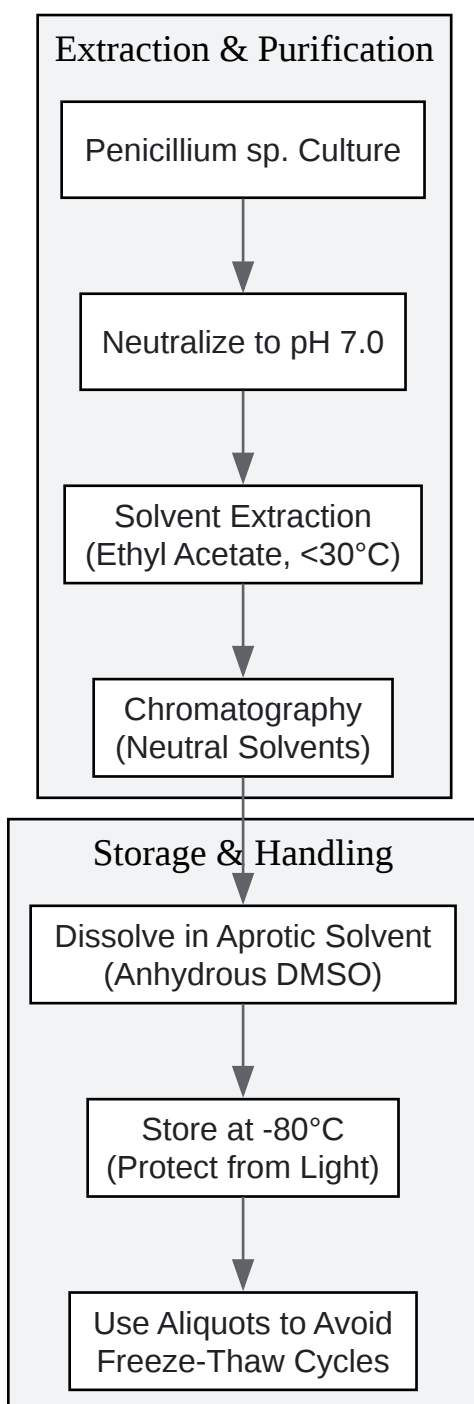 Extraction & Purification
Penicillium sp. Culture
Neutralize to pH 7.0
Solvent Extraction
(Ethyl Acetate, <30°C)
Chromatography
(Neutral Solvents)
Storage & Handling
Dissolve in Aprotic Solvent
(Anhydrous DMSO)
Store at -80°C
(Protect from Light)
Use Aliquots to Avoid
Freeze-Thaw Cycles